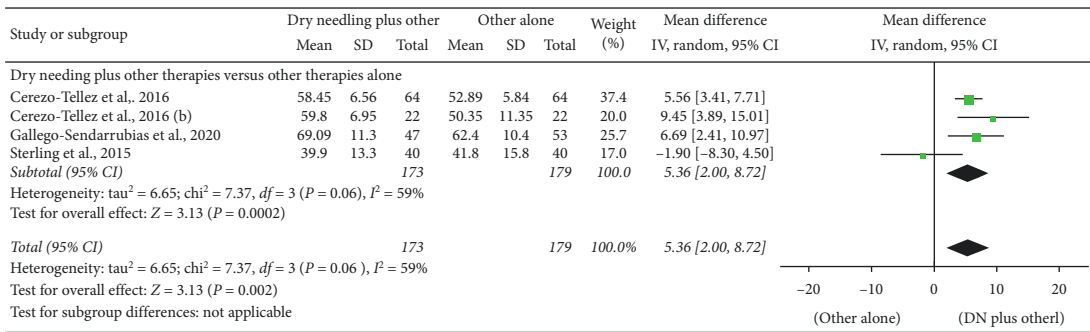 Study or subgroup Dry needling plus other Other alone Weight (%) Mean difference Mean difference
Mean SD Total Mean SD Total IV, random, 95% CI IV, random, 95% CI
Dry needing plus other therapies versus other therapies alone
Cerezo-Tellez et al,. 2016 58.45 6.56 64 52.89 5.84 64 37.4 5.56 [3.41, 7.71]
Cerezo-Tellez et al., 2016 (b) 59.8 6.95 22 50.35 11.35 22 20.0 9.45 [3.89, 15.01]
Gallego-Sendarrubias et al., 2020 69.09 11.3 47 62.4 10.4 53 25.7 6.69 [2.41, 10.97]
Sterling et al., 2015 39.9 13.3 40 41.8 15.8 40 17.0 −1.90 [−8.30, 4.50]
Subtotal (95% CI) 173 179 100.0 5.36 [2.00, 8.72]
Heterogeneity: tau² = 6.65; chi² = 7.37, df = 3 (P = 0.06), I² = 59%
Test for overall effect: Z = 3.13 (P = 0.0002)
Total (95% CI) 173 179 100.0% 5.36 [2.00, 8.72]
Heterogeneity: tau² = 6.65; chi² = 7.37, df = 3 (P = 0.06 ), I² = 59%
Test for overall effect: Z = 3.13 (P = 0.002)
−20 −10 0 10 20
Test for subgroup differences: not applicable
(Other alone) (DN plus otherl)